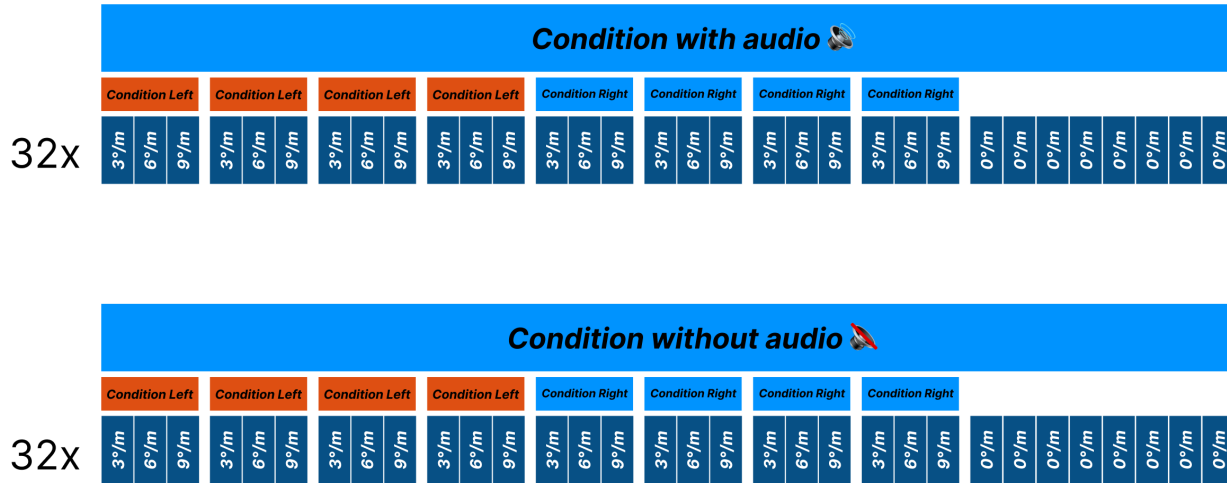 Condition with audio
Condition Left Condition Left Condition Left Condition Left Condition Right Condition Right Condition Right Condition Right
32x 3°/m 6°/m 9°/m 3°/m 6°/m 9°/m 3°/m 6°/m 9°/m 3°/m 6°/m 9°/m 3°/m 6°/m 9°/m 3°/m 6°/m 9°/m 3°/m 6°/m 9°/m 3°/m 6°/m 9°/m 0°/m 0°/m 0°/m 0°/m 0°/m 0°/m 0°/m 0°/m
Condition without audio
Condition Left Condition Left Condition Left Condition Left Condition Right Condition Right Condition Right Condition Right
32x 3°/m 6°/m 9°/m 3°/m 6°/m 9°/m 3°/m 6°/m 9°/m 3°/m 6°/m 9°/m 3°/m 6°/m 9°/m 3°/m 6°/m 9°/m 3°/m 6°/m 9°/m 3°/m 6°/m 9°/m 0°/m 0°/m 0°/m 0°/m 0°/m 0°/m 0°/m 0°/m